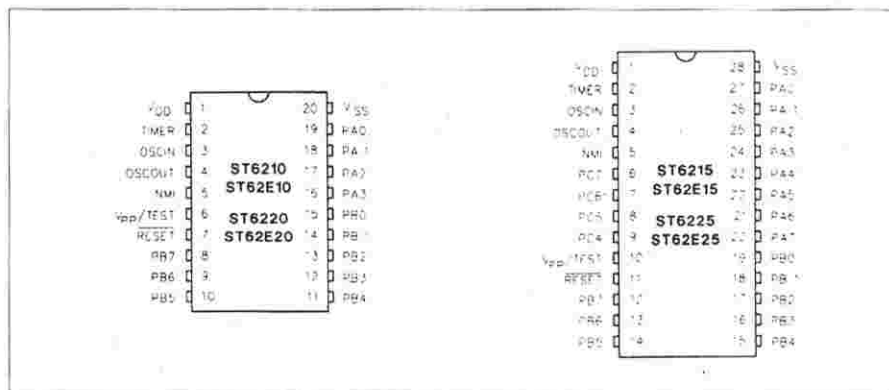 VDD 1 20 VSS
TIMER 2 19 PA0
OSCIN 3 18 PA1
OSCOUT 4 17 PA2
NMI 5 16 PA3
VPP/TEST 6 15 PB0
RESET 7 14 PB1
PB7 8 13 PB2
PB6 9 12 PB3
PB5 10 11 PB4
ST6210
ST62E10
ST6220
ST62E20
VDD 1 28 VSS
TIMER 2 27 PA0
OSCIN 3 26 PA1
OSCOUT 4 25 PA2
NMI 5 24 PA3
PC7 6 23 PA4
PC6 7 22 PA5
PC5 8 21 PA6
PC4 9 20 PA7
VPP/TEST 10 19 PB0
RESET 11 18 PB1
PB7 12 17 PB2
PB6 13 16 PB3
PB5 14 15 PB4
ST6215
ST62E15
ST6225
ST62E25